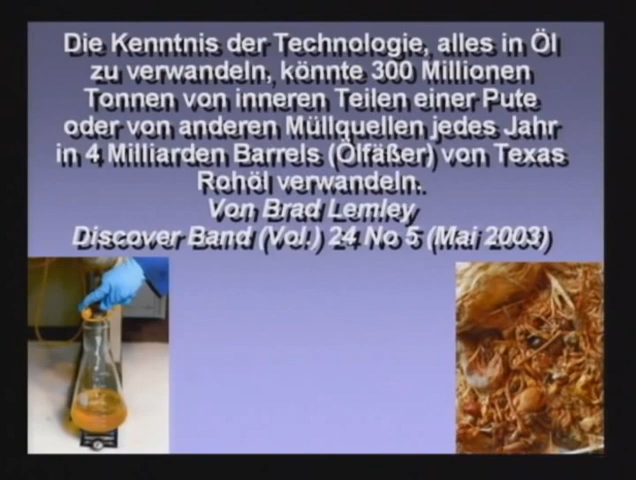 Die Kenntnis der Technologie, alles in Öl
zu verwandeln, könnte 300 Millionen
Tonnen von inneren Teilen einer Pute
oder von anderen Müllquellen jedes Jahr
in 4 Milliarden Barrels (Ölfäßer) von Texas
Rohöl verwandeln.
Von Brad Lemley
Discover Band (Vol.) 24 No 5 (Mai 2003)